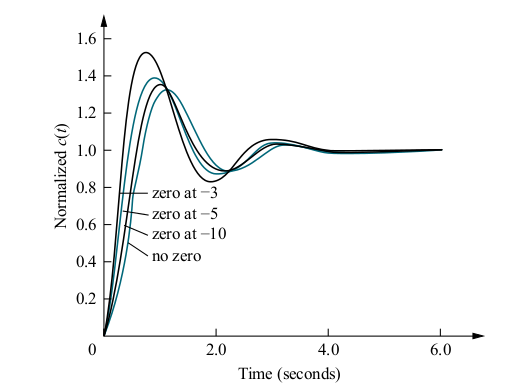 1.6
1.4
1.2
1.0
0.8
0.6
0.4
0.2
Normalized c(t)
zero at −3
zero at −5
zero at −10
no zero
0
2.0
4.0
6.0
Time (seconds)